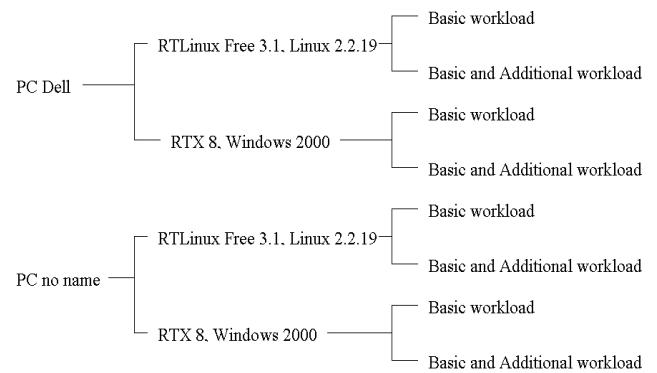 Basic workload
RTLinux Free 3.1, Linux 2.2.19
Basic and Additional workload
PC Dell
Basic workload
RTX 8, Windows 2000
Basic and Additional workload
Basic workload
RTLinux Free 3.1, Linux 2.2.19
Basic and Additional workload
PC no name
Basic workload
RTX 8, Windows 2000
Basic and Additional workload